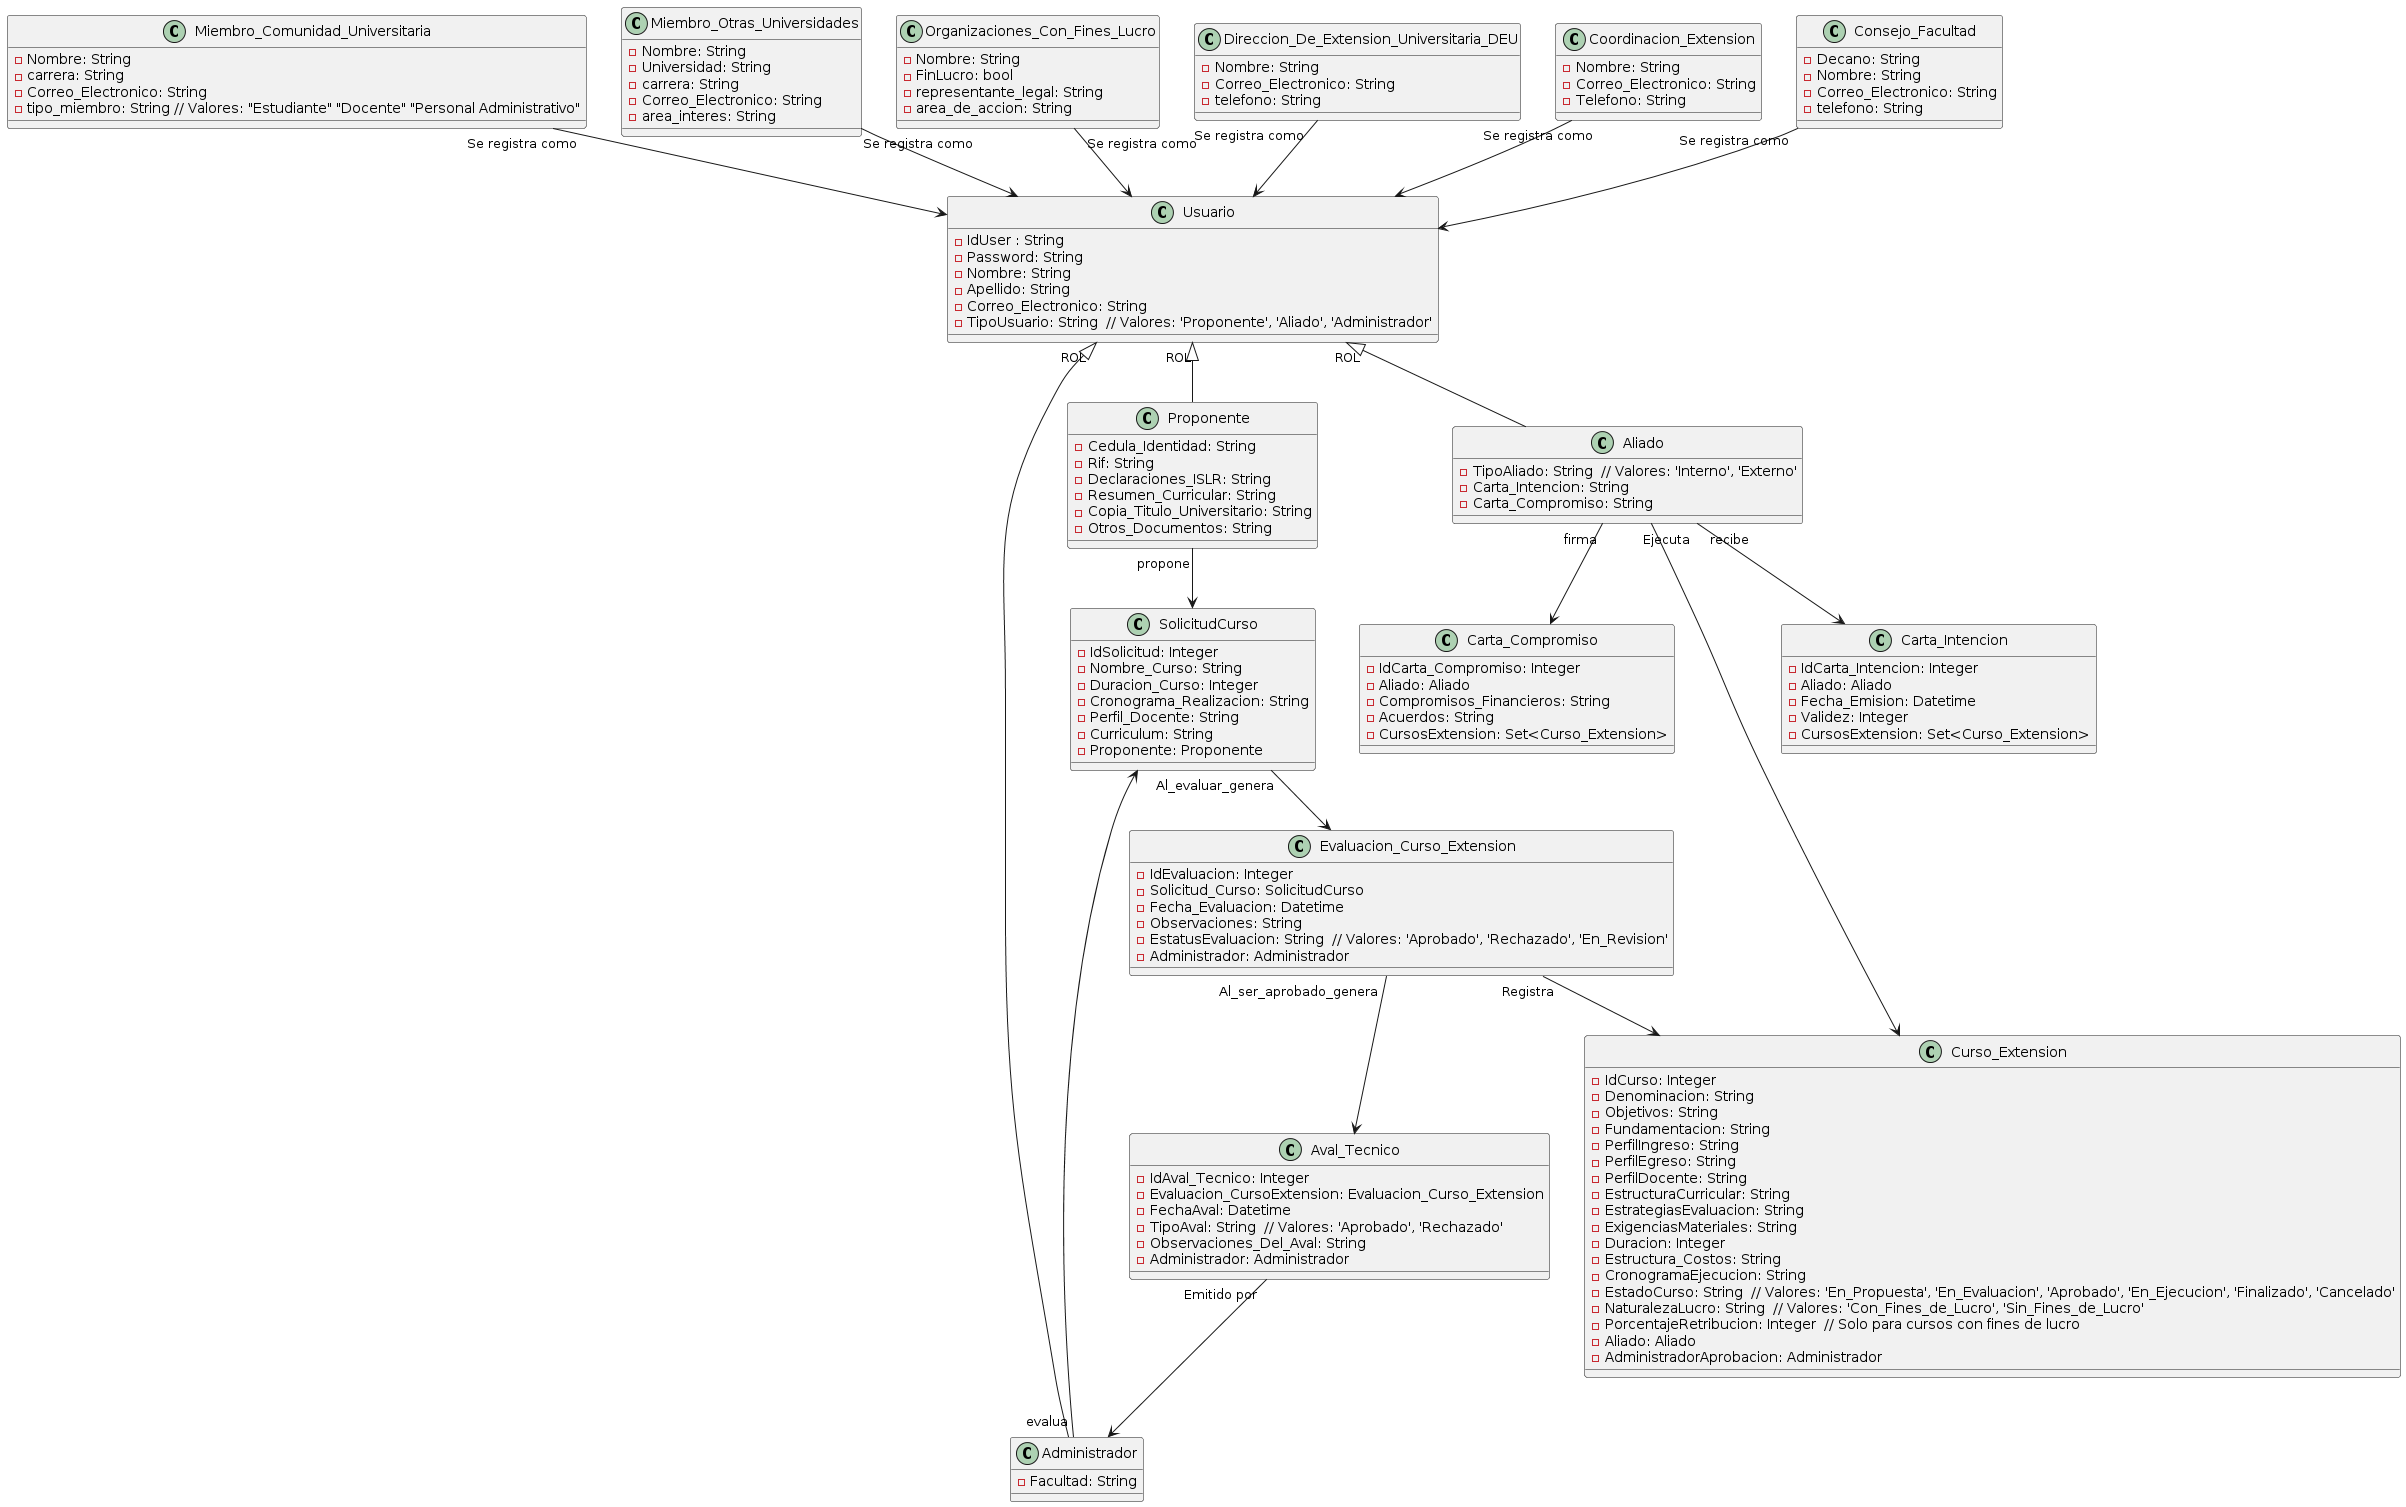 Miembro_Comunidad_Universitaria
Nombre: String
carrera: String
Correo_Electronico: String
tipo_miembro: String // Valores: "Estudiante" "Docente" "Personal Administrativo"
Miembro_Otras_Universidades
Nombre: String
Universidad: String
carrera: String
Correo_Electronico: String
area_interes: String
Organizaciones_Con_Fines_Lucro
Nombre: String
FinLucro: bool
representante_legal: String
area_de_accion: String
Direccion_De_Extension_Universitaria_DEU
Nombre: String
Correo_Electronico: String
telefono: String
Coordinacion_Extension
Nombre: String
Correo_Electronico: String
Telefono: String
Consejo_Facultad
Decano: String
Nombre: String
Correo_Electronico: String
telefono: String
Se registra como
Se registra como
Se registra como
Se registra como
Se registra como
Se registra como
Usuario
IdUser : String
Password: String
Nombre: String
Apellido: String
Correo_Electronico: String
TipoUsuario: String // Valores: 'Proponente', 'Aliado', 'Administrador'
ROL
ROL
ROL
Proponente
Cedula_Identidad: String
Rif: String
Declaraciones_ISLR: String
Resumen_Curricular: String
Copia_Titulo_Universitario: String
Otros_Documentos: String
Aliado
TipoAliado: String // Valores: 'Interno', 'Externo'
Carta_Intencion: String
Carta_Compromiso: String
propone
firma
Ejecuta
recibe
SolicitudCurso
IdSolicitud: Integer
Nombre_Curso: String
Duracion_Curso: Integer
Cronograma_Realizacion: String
Perfil_Docente: String
Curriculum: String
Proponente: Proponente
Carta_Compromiso
IdCarta_Compromiso: Integer
Aliado: Aliado
Compromisos_Financieros: String
Acuerdos: String
CursosExtension: Set<Curso_Extension>
Carta_Intencion
IdCarta_Intencion: Integer
Aliado: Aliado
Fecha_Emision: Datetime
Validez: Integer
CursosExtension: Set<Curso_Extension>
Al_evaluar_genera
Evaluacion_Curso_Extension
IdEvaluacion: Integer
Solicitud_Curso: SolicitudCurso
Fecha_Evaluacion: Datetime
Observaciones: String
EstatusEvaluacion: String // Valores: 'Aprobado', 'Rechazado', 'En_Revision'
Administrador: Administrador
Al_ser_aprobado_genera
Registra
Aval_Tecnico
IdAval_Tecnico: Integer
Evaluacion_CursoExtension: Evaluacion_Curso_Extension
FechaAval: Datetime
TipoAval: String // Valores: 'Aprobado', 'Rechazado'
Observaciones_Del_Aval: String
Administrador: Administrador
Curso_Extension
IdCurso: Integer
Denominacion: String
Objetivos: String
Fundamentacion: String
PerfilIngreso: String
PerfilEgreso: String
PerfilDocente: String
EstructuraCurricular: String
EstrategiasEvaluacion: String
ExigenciasMateriales: String
Duracion: Integer
Estructura_Costos: String
CronogramaEjecucion: String
EstadoCurso: String // Valores: 'En_Propuesta', 'En_Evaluacion', 'Aprobado', 'En_Ejecucion', 'Finalizado', 'Cancelado'
NaturalezaLucro: String // Valores: 'Con_Fines_de_Lucro', 'Sin_Fines_de_Lucro'
PorcentajeRetribucion: Integer // Solo para cursos con fines de lucro
Aliado: Aliado
AdministradorAprobacion: Administrador
Emitido por
evalua
Administrador
Facultad: String